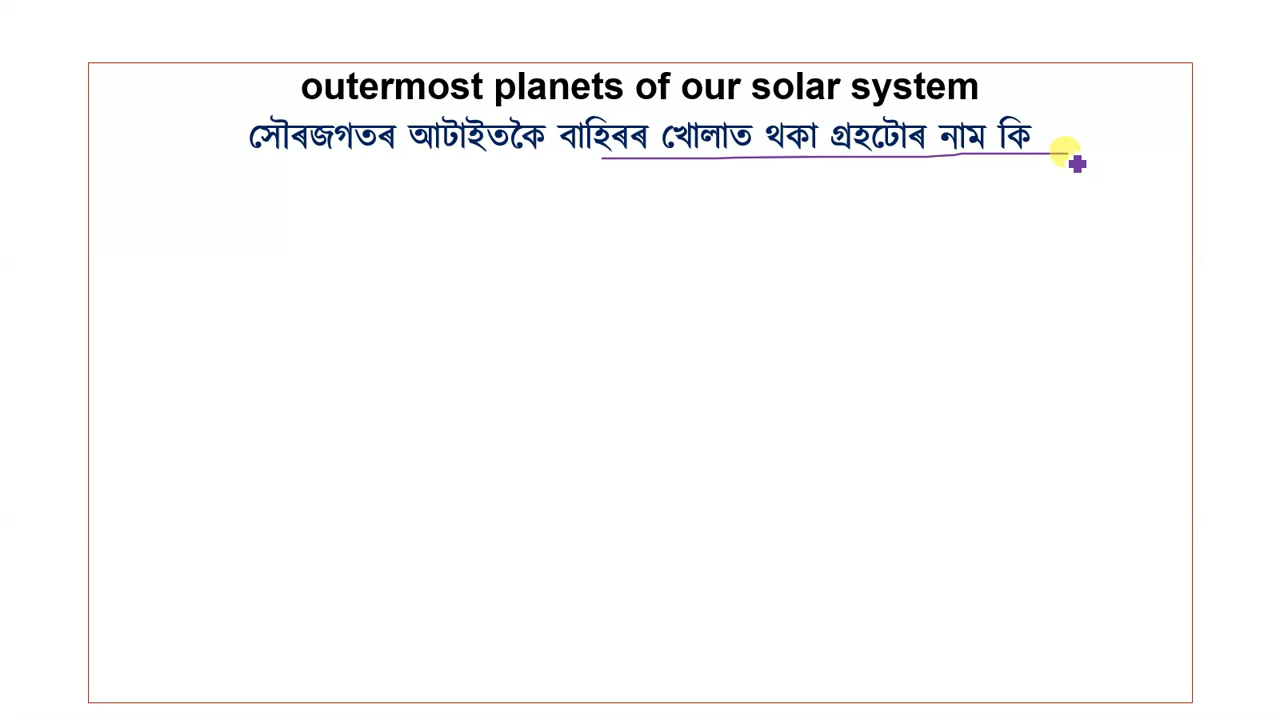 outermost planets of our solar system
সৌৰজগতৰ আটাইতকৈ বাহিৰৰ খোলাত থকা গ্ৰহটোৰ নাম কি